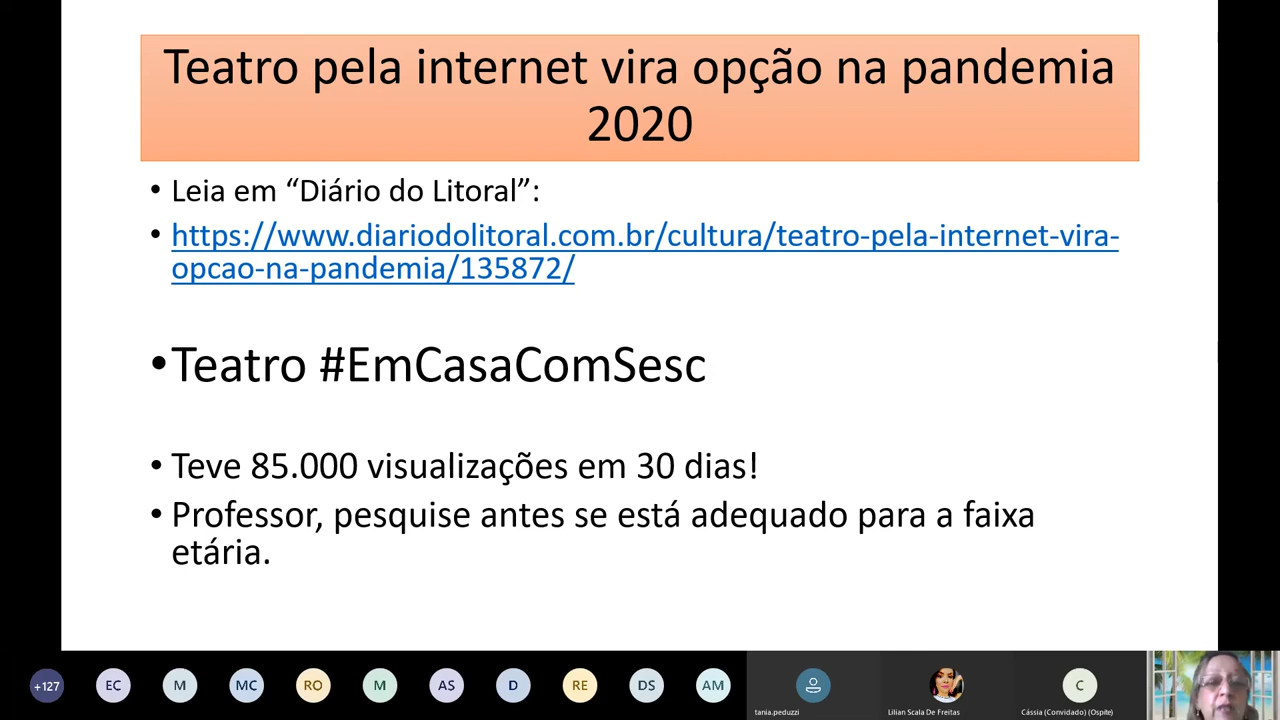 Teatro pela internet vira opção na pandemia
2020
• Leia em “Diário do Litoral”:
• https://www.diariodolitoral.com.br/cultura/teatro-pela-internet-vira-
opcao-na-pandemia/135872/
• Teatro #EmCasaComSesc
• Teve 85.000 visualizações em 30 dias!
• Professor, pesquise antes se está adequado para a faixa
etária.
+127 EC M MC RO M AS D RE DS AM C
tania.peduzzi Lilian Scala De Freitas Cássia (Convidado) (Ospite)